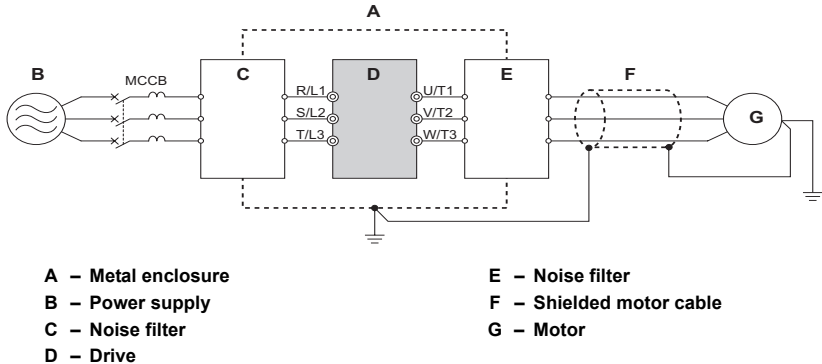 A
B
MCCB
C
R/L1
S/L2
T/L3
D
U/T1
V/T2
W/T3
E
F
G
A – Metal enclosure
B – Power supply
C – Noise filter
D – Drive
E – Noise filter
F – Shielded motor cable
G – Motor